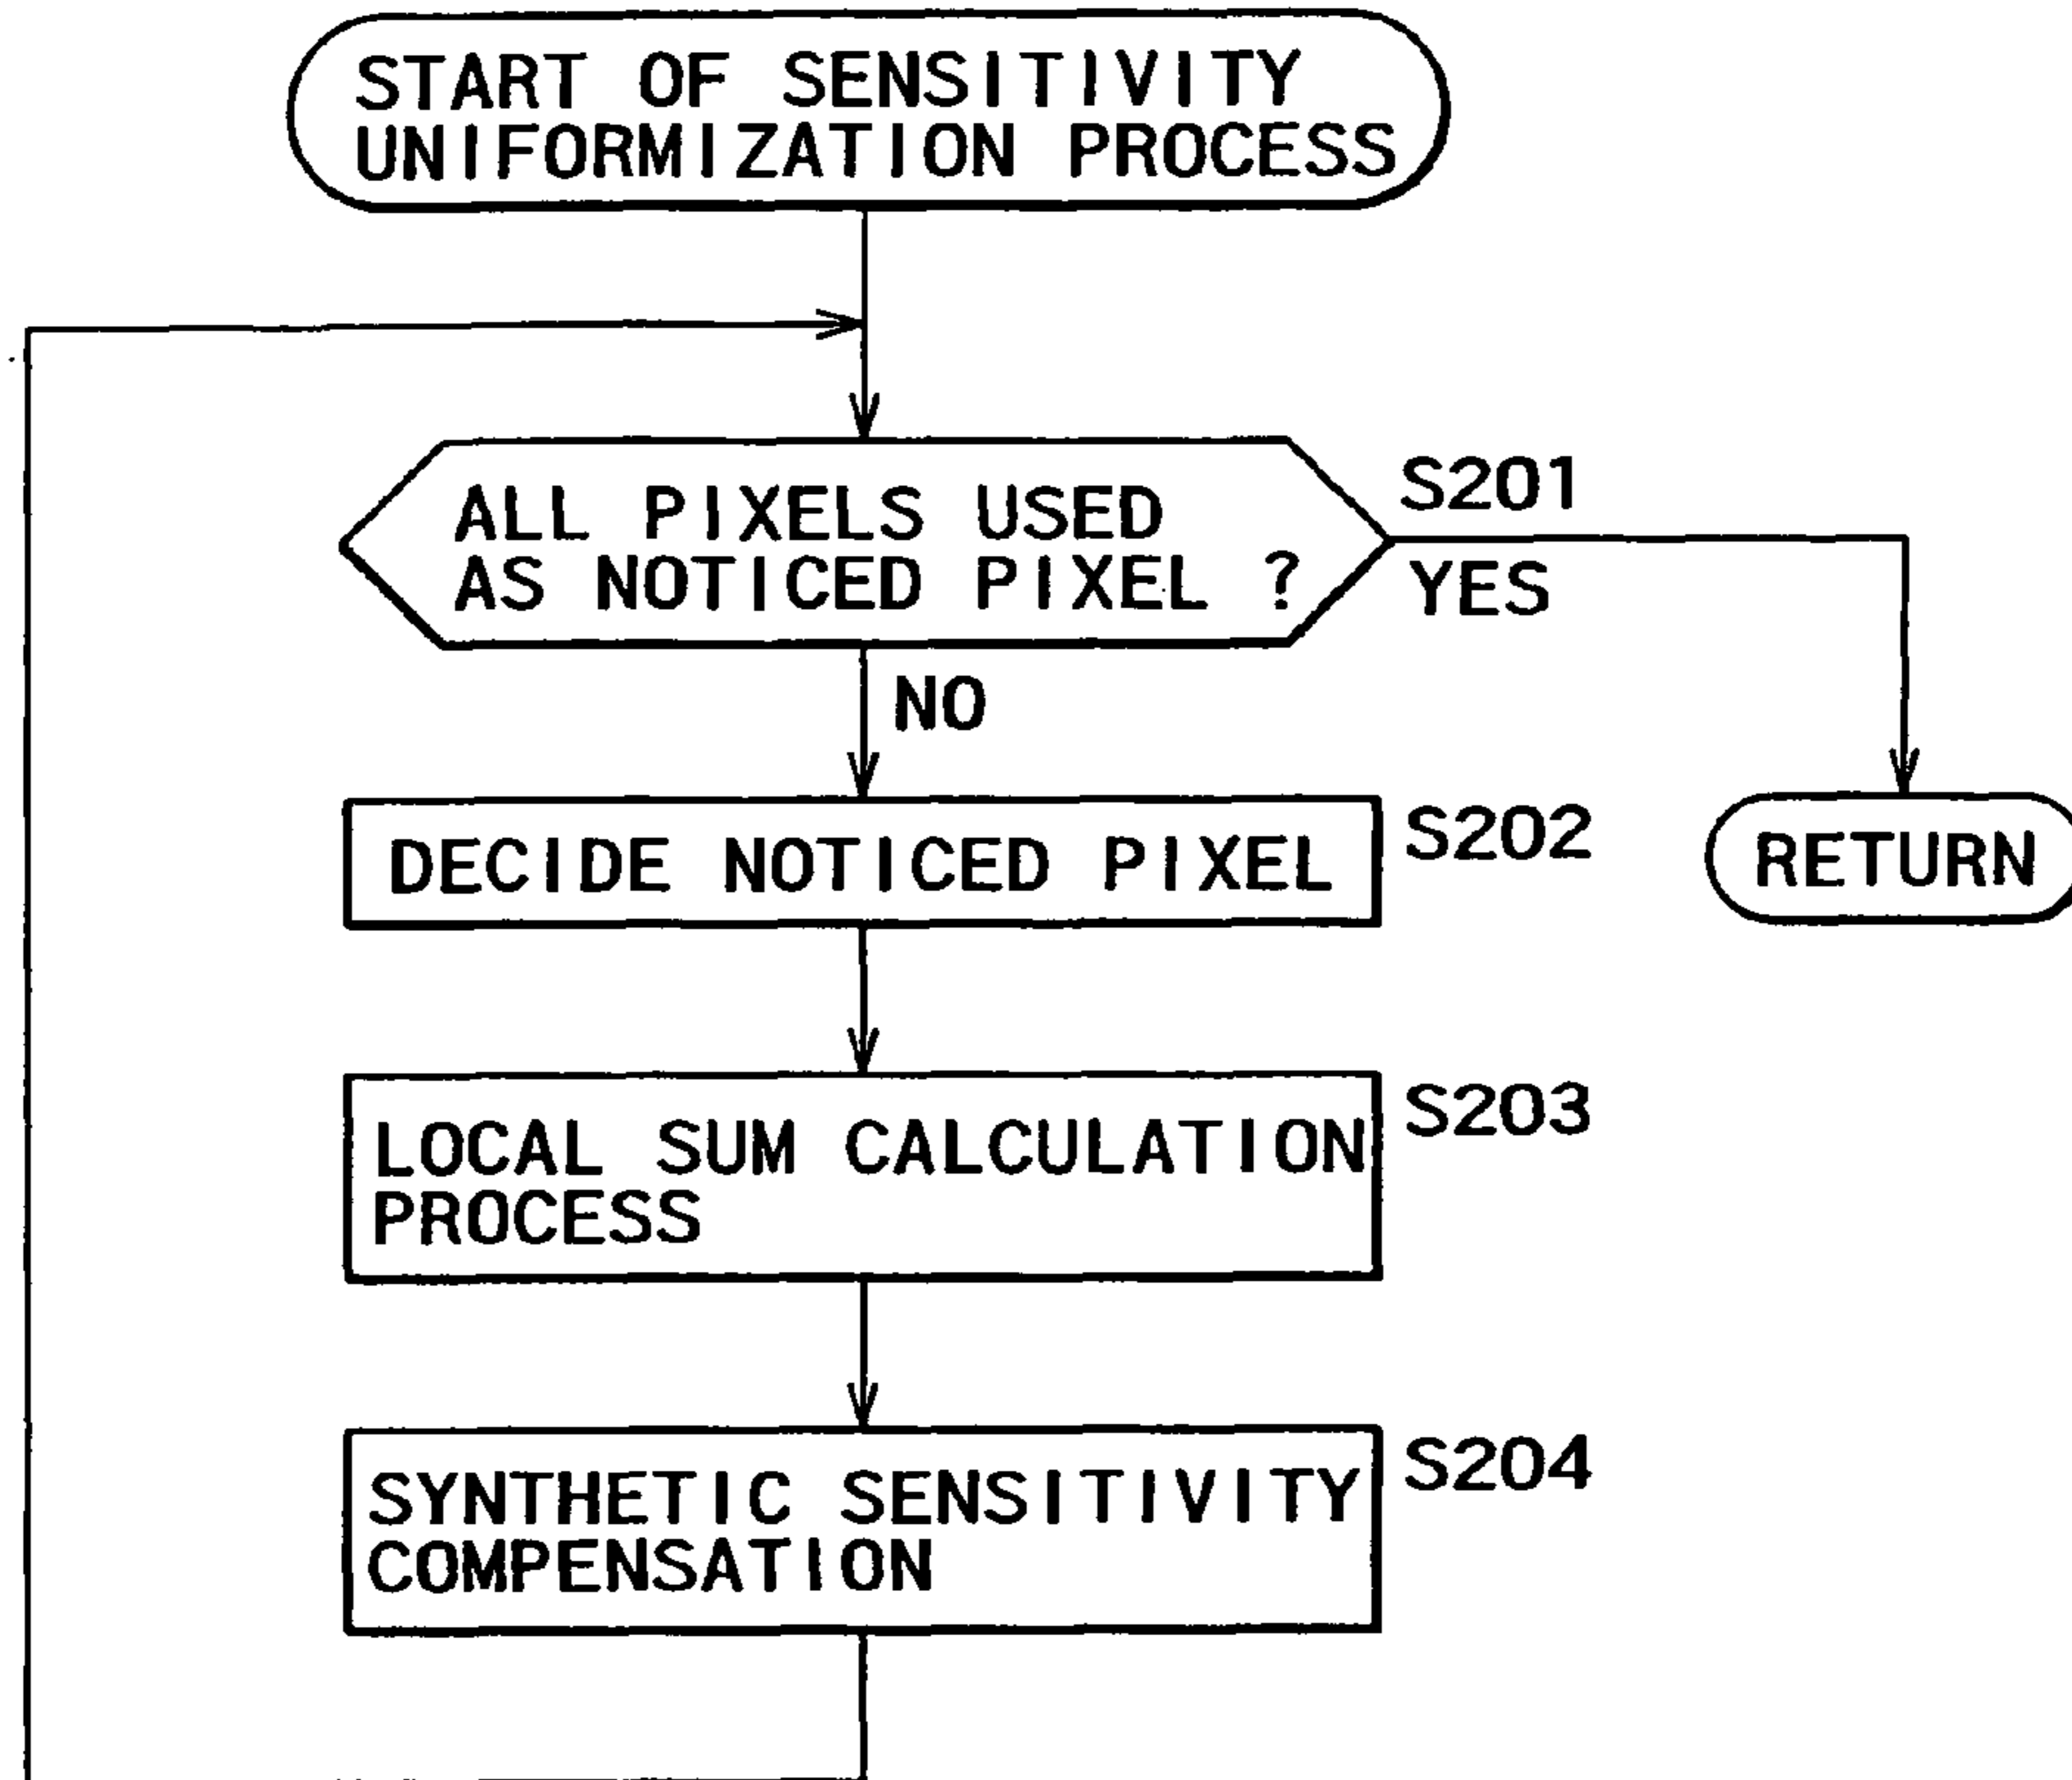 START OF SENSITIVITY
UNIFORMIZATION PROCESS
ALL PIXELS USED
AS NOTICED PIXEL ?
S201
YES
NO
DECIDE NOTICED PIXEL
S202
RETURN
LOCAL SUM CALCULATION
PROCESS
S203
SYNTHETIC SENSITIVITY
COMPENSATION
S204